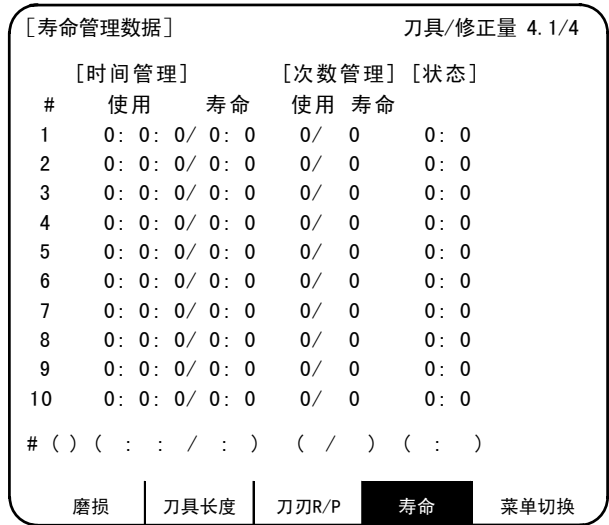 [寿命管理数据] 刀具/修正量 4.1/4
[时间管理] [次数管理] [状态]
# 使用 寿命 使用 寿命
1 0: 0: 0/ 0: 0 0/ 0 0: 0
2 0: 0: 0/ 0: 0 0/ 0 0: 0
3 0: 0: 0/ 0: 0 0/ 0 0: 0
4 0: 0: 0/ 0: 0 0/ 0 0: 0
5 0: 0: 0/ 0: 0 0/ 0 0: 0
6 0: 0: 0/ 0: 0 0/ 0 0: 0
7 0: 0: 0/ 0: 0 0/ 0 0: 0
8 0: 0: 0/ 0: 0 0/ 0 0: 0
9 0: 0: 0/ 0: 0 0/ 0 0: 0
10 0: 0: 0/ 0: 0 0/ 0 0: 0
# ( ) ( : : / : ) ( / ) ( : )
磨损 刀具长度 刀刃R/P 寿命 菜单切换